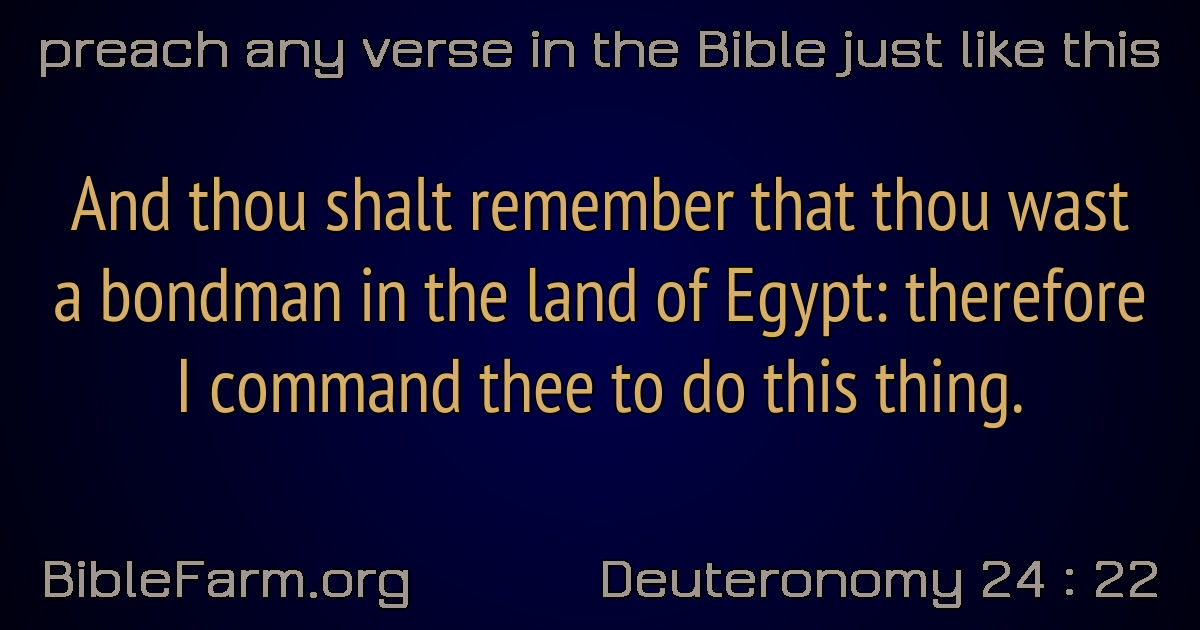 preach any verse in the Bible just like this
And thou shalt remember that thou wast
a bondman in the land of Egypt: therefore
I command thee to do this thing.
BibleFarm.org
Deuteronomy 24 : 22